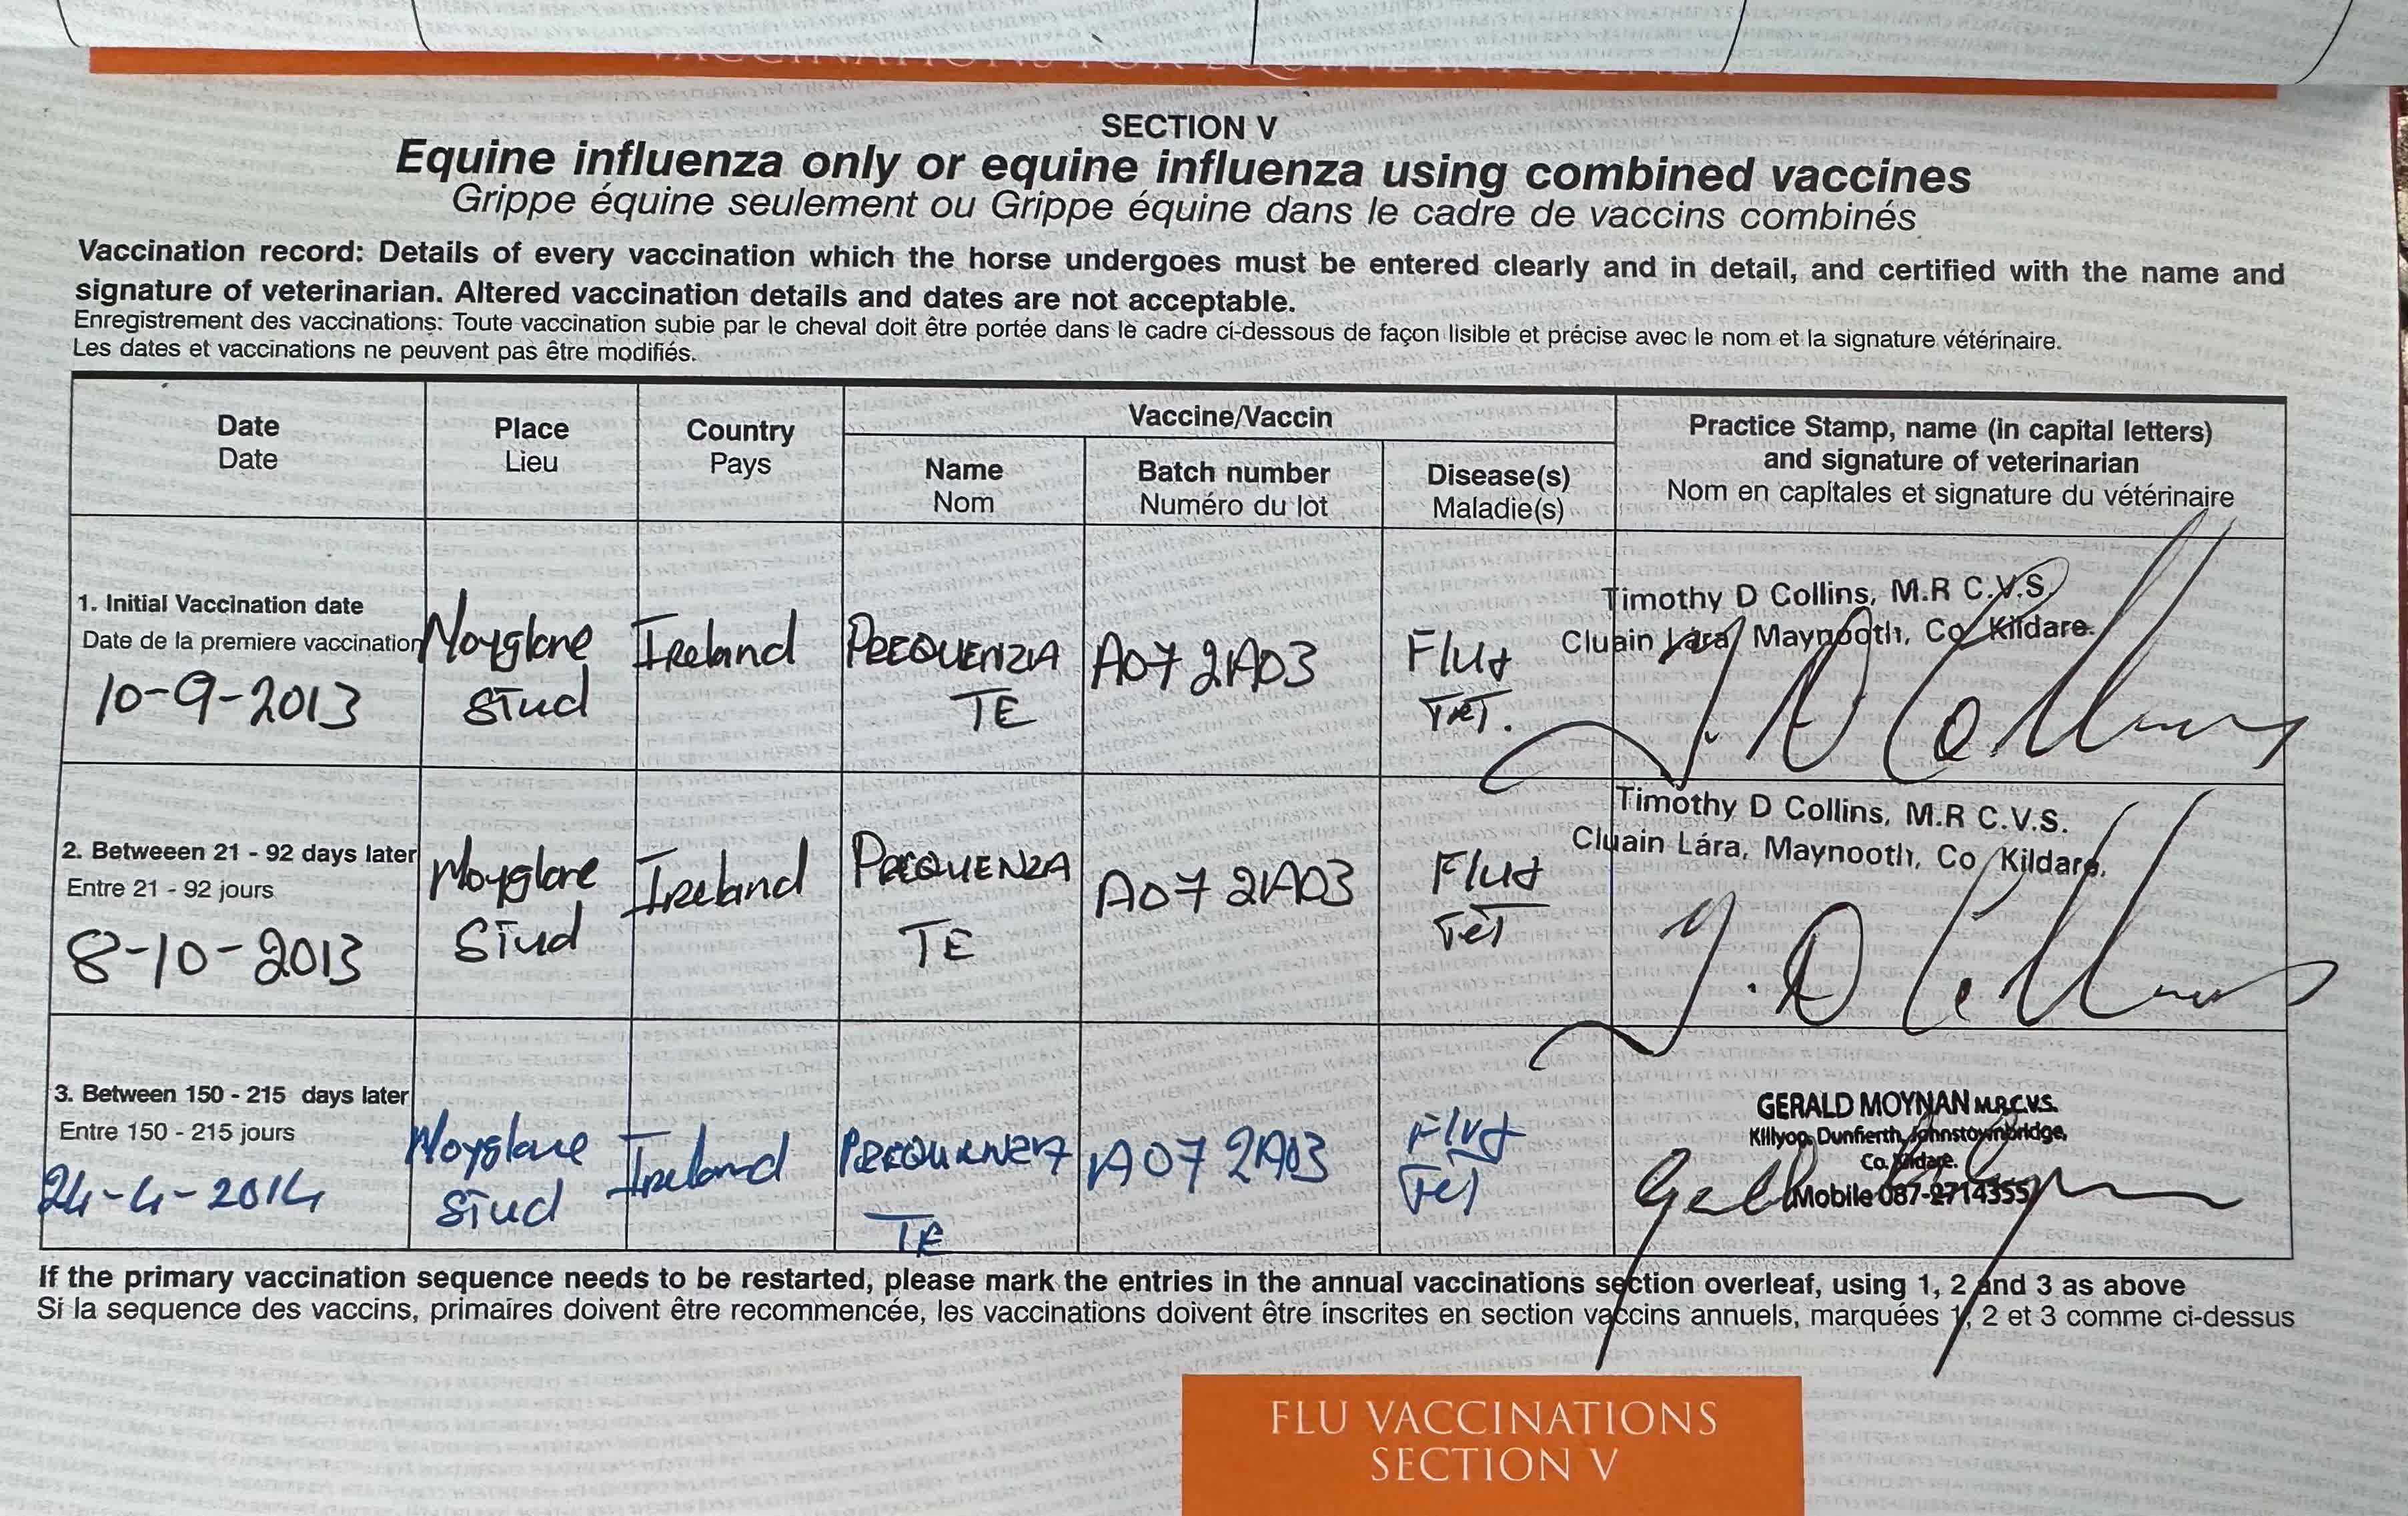 SECTION V
Equine influenza only or equine influenza using combined vaccines
Grippe équine seulement ou Grippe équine dans le cadre de vaccins combinés
Vaccination record: Details of every vaccination which the horse undergoes must be entered clearly and in detail, and certified with the name and
signature of veterinarian. Altered vaccination details and dates are not acceptable.
Enregistrement des vaccinations: Toute vaccination subie par le cheval doit être portée dans le cadre ci-dessous de façon lisible et précise avec le nom et la signature vétérinaire.
Les dates et vaccinations ne peuvent pas être modifiés.
Date
Date
Place
Lieu
Country
Pays
Vaccine/Vaccin
Name
Nom
Batch number
Numéro du lot
Disease(s)
Maladie(s)
Practice Stamp, name (in capital letters)
and signature of veterinarian
Nom en capitales et signature du vétérinaire
1. Initial Vaccination date
Date de la premiere vaccination
10-9-2013
Moyglare
Stud
Ireland
PREQUENZA
TE
A072A03
Flu+
Tet.
Timothy D Collins, M.R C.V.S.
Cluain Lára, Maynooth, Co Kildare.
2. Betweeen 21 - 92 days later
Entre 21 - 92 jours
8-10-2013
Moyglare
Stud
Ireland
PREQUENZA
TE
A072A03
Flu+
Tet
Timothy D Collins, M.R C.V.S.
Cluain Lára, Maynooth, Co Kildare.
3. Between 150 - 215 days later
Entre 150 - 215 jours
24-4-2014
Moyglare
Stud
Ireland
PREQUENZA
TE
A072A03
Flu+
Tet
GERALD MOYNAN M.R.C.V.S.
Killyon, Dunfierth, Johnstownbridge,
Co. Kildare.
Mobile 087-2714355
If the primary vaccination sequence needs to be restarted, please mark the entries in the annual vaccinations section overleaf, using 1, 2 and 3 as above
Si la sequence des vaccins, primaires doivent être recommencée, les vaccinations doivent être inscrites en section vaccins annuels, marquées 1, 2 et 3 comme ci-dessus
FLU VACCINATIONS
SECTION V